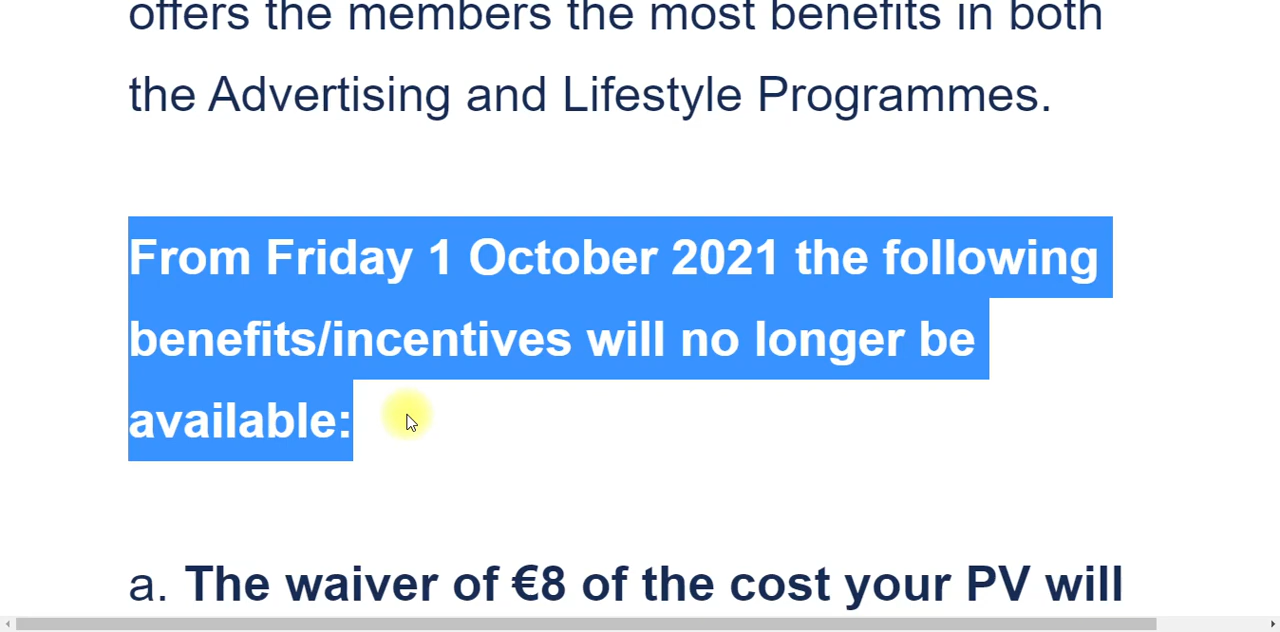 offers the members the most benefits in both
the Advertising and Lifestyle Programmes.
From Friday 1 October 2021 the following
benefits/incentives will no longer be
available:
a. The waiver of €8 of the cost your PV will